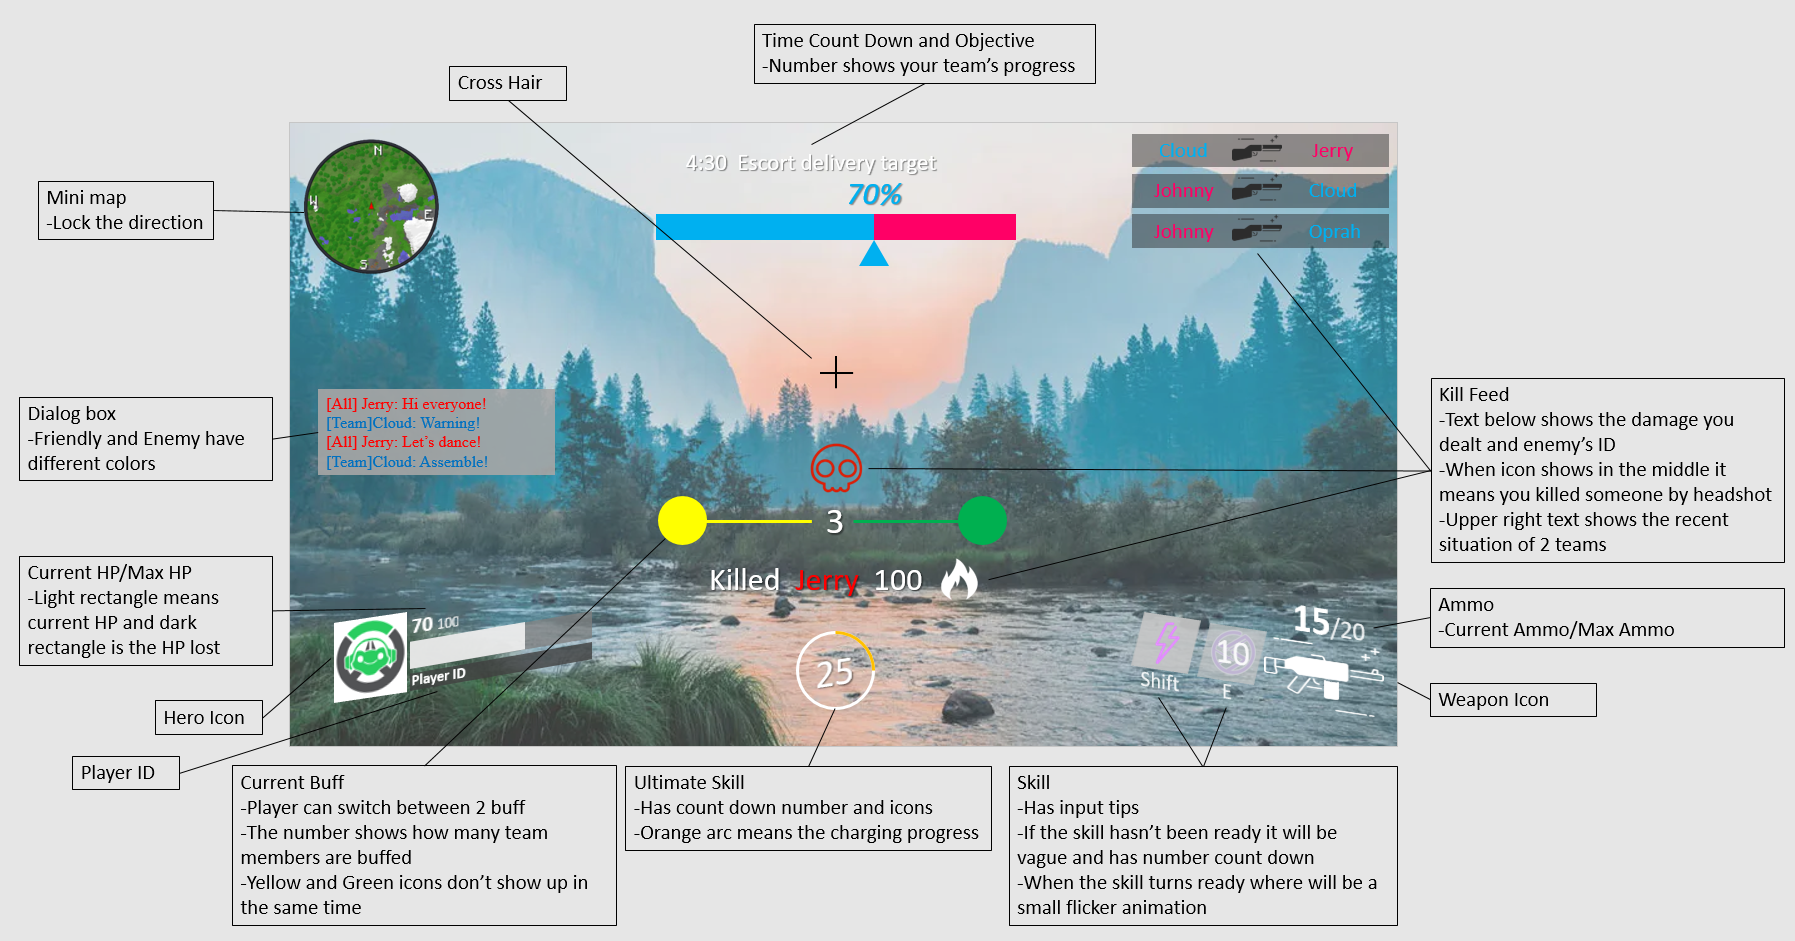 Time Count Down and Objective
-Number shows your team’s progress
Cross Hair
Mini map
-Lock the direction
N
W
E
S
4:30 Escort delivery target
70%
Cloud Jerry
Johnny Cloud
Johnny Oprah
Dialog box
-Friendly and Enemy have
different colors
[All] Jerry: Hi everyone!
[Team]Cloud: Warning!
[All] Jerry: Let’s dance!
[Team]Cloud: Assemble!
Kill Feed
-Text below shows the damage you
dealt and enemy’s ID
-When icon shows in the middle it
means you killed someone by headshot
-Upper right text shows the recent
situation of 2 teams
3
Killed Jerry 100
Current HP/Max HP
-Light rectangle means
current HP and dark
rectangle is the HP lost
70 100
Player ID
25
Shift
10
E
15/20
Ammo
-Current Ammo/Max Ammo
Weapon Icon
Hero Icon
Player ID
Current Buff
-Player can switch between 2 buff
-The number shows how many team
members are buffed
-Yellow and Green icons don’t show up in
the same time
Ultimate Skill
-Has count down number and icons
-Orange arc means the charging progress
Skill
-Has input tips
-If the skill hasn’t been ready it will be
vague and has number count down
-When the skill turns ready where will be a
small flicker animation